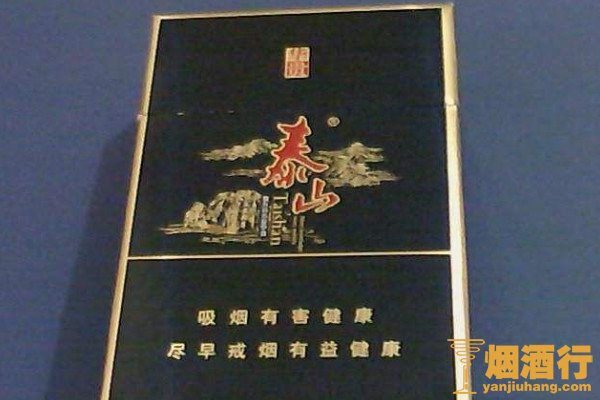 泰山
®
Taishan
吸烟有害健康
尽早戒烟有益健康
烟酒行
yanjiuhang.com